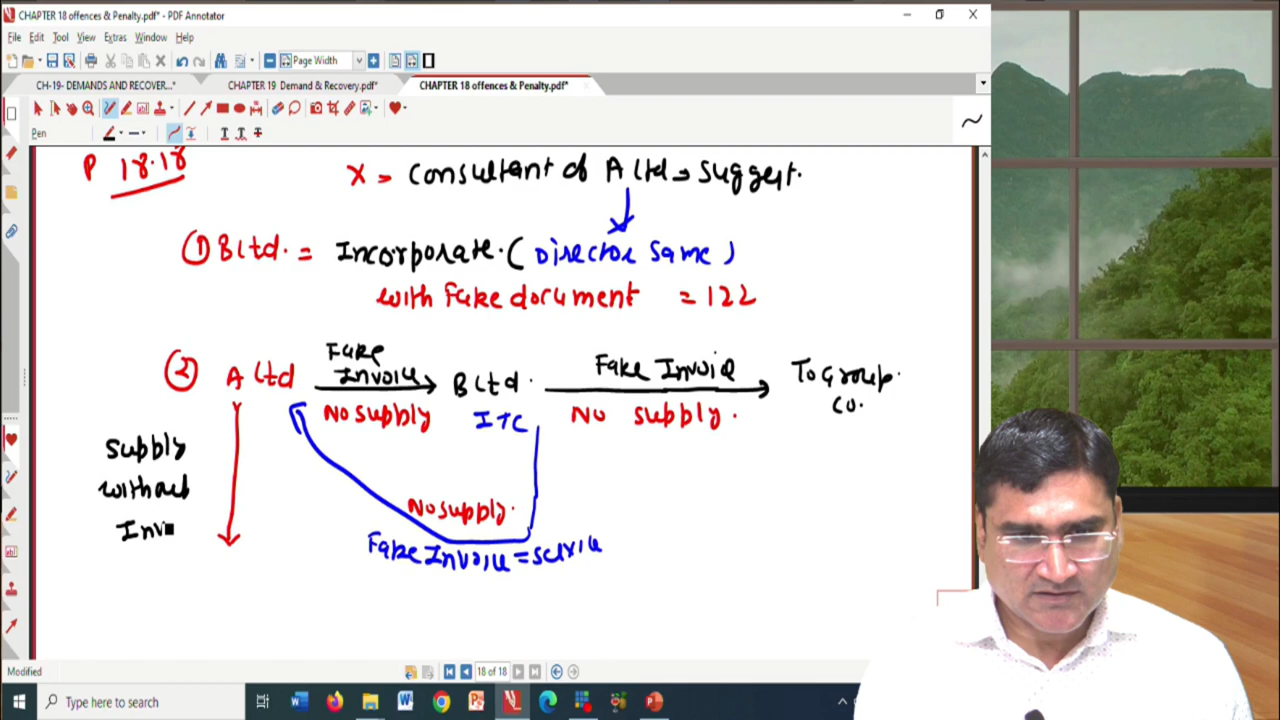 CHAPTER 18 offences & Penalty.pdf* - PDF Annotator
File Edit Tool View Extras Window Help
Page Width
CH-19- DEMANDS AND RECOVER...* CHAPTER 19 Demand & Recovery.pdf* CHAPTER 18 offences & Penalty.pdf*
Pen
P 18.18
X = Consultant of A Ltd → Suggest.
① B Ltd. = Incorporate. (Director same)
with Fake document = 122
② A Ltd Fake Invoice B Ltd. Fake Invoice To Group.
Co.
No supply ITC No supply.
Supply
without
Inv
No supply.
Fake Invoice = Service
Modified 18 of 18
Type here to search